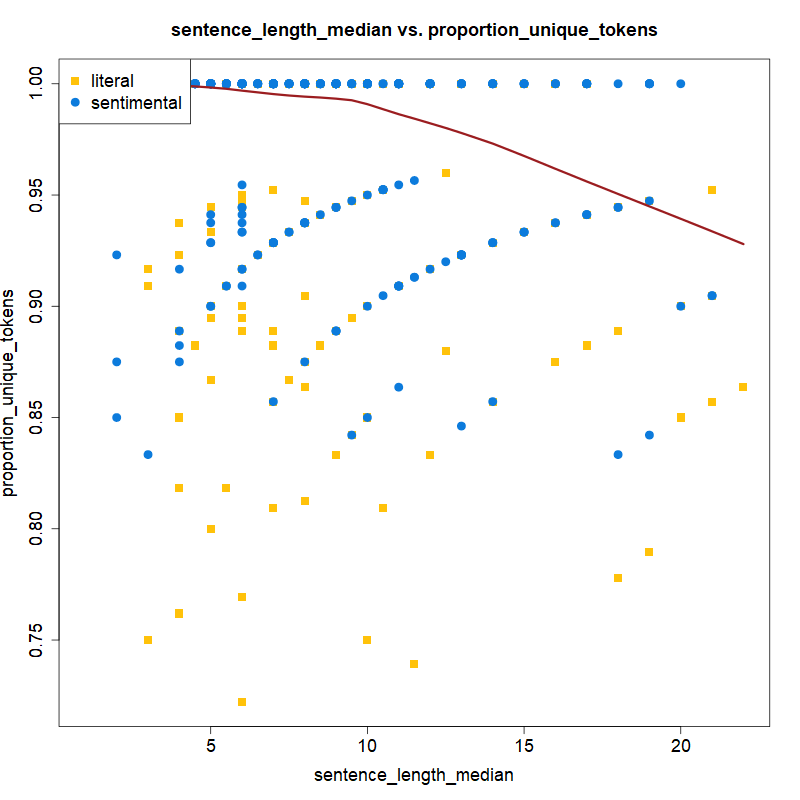 sentence_length_median vs. proportion_unique_tokens
literal
sentimental
proportion_unique_tokens
1.00
0.95
0.90
0.85
0.80
0.75
5 10 15 20
sentence_length_median